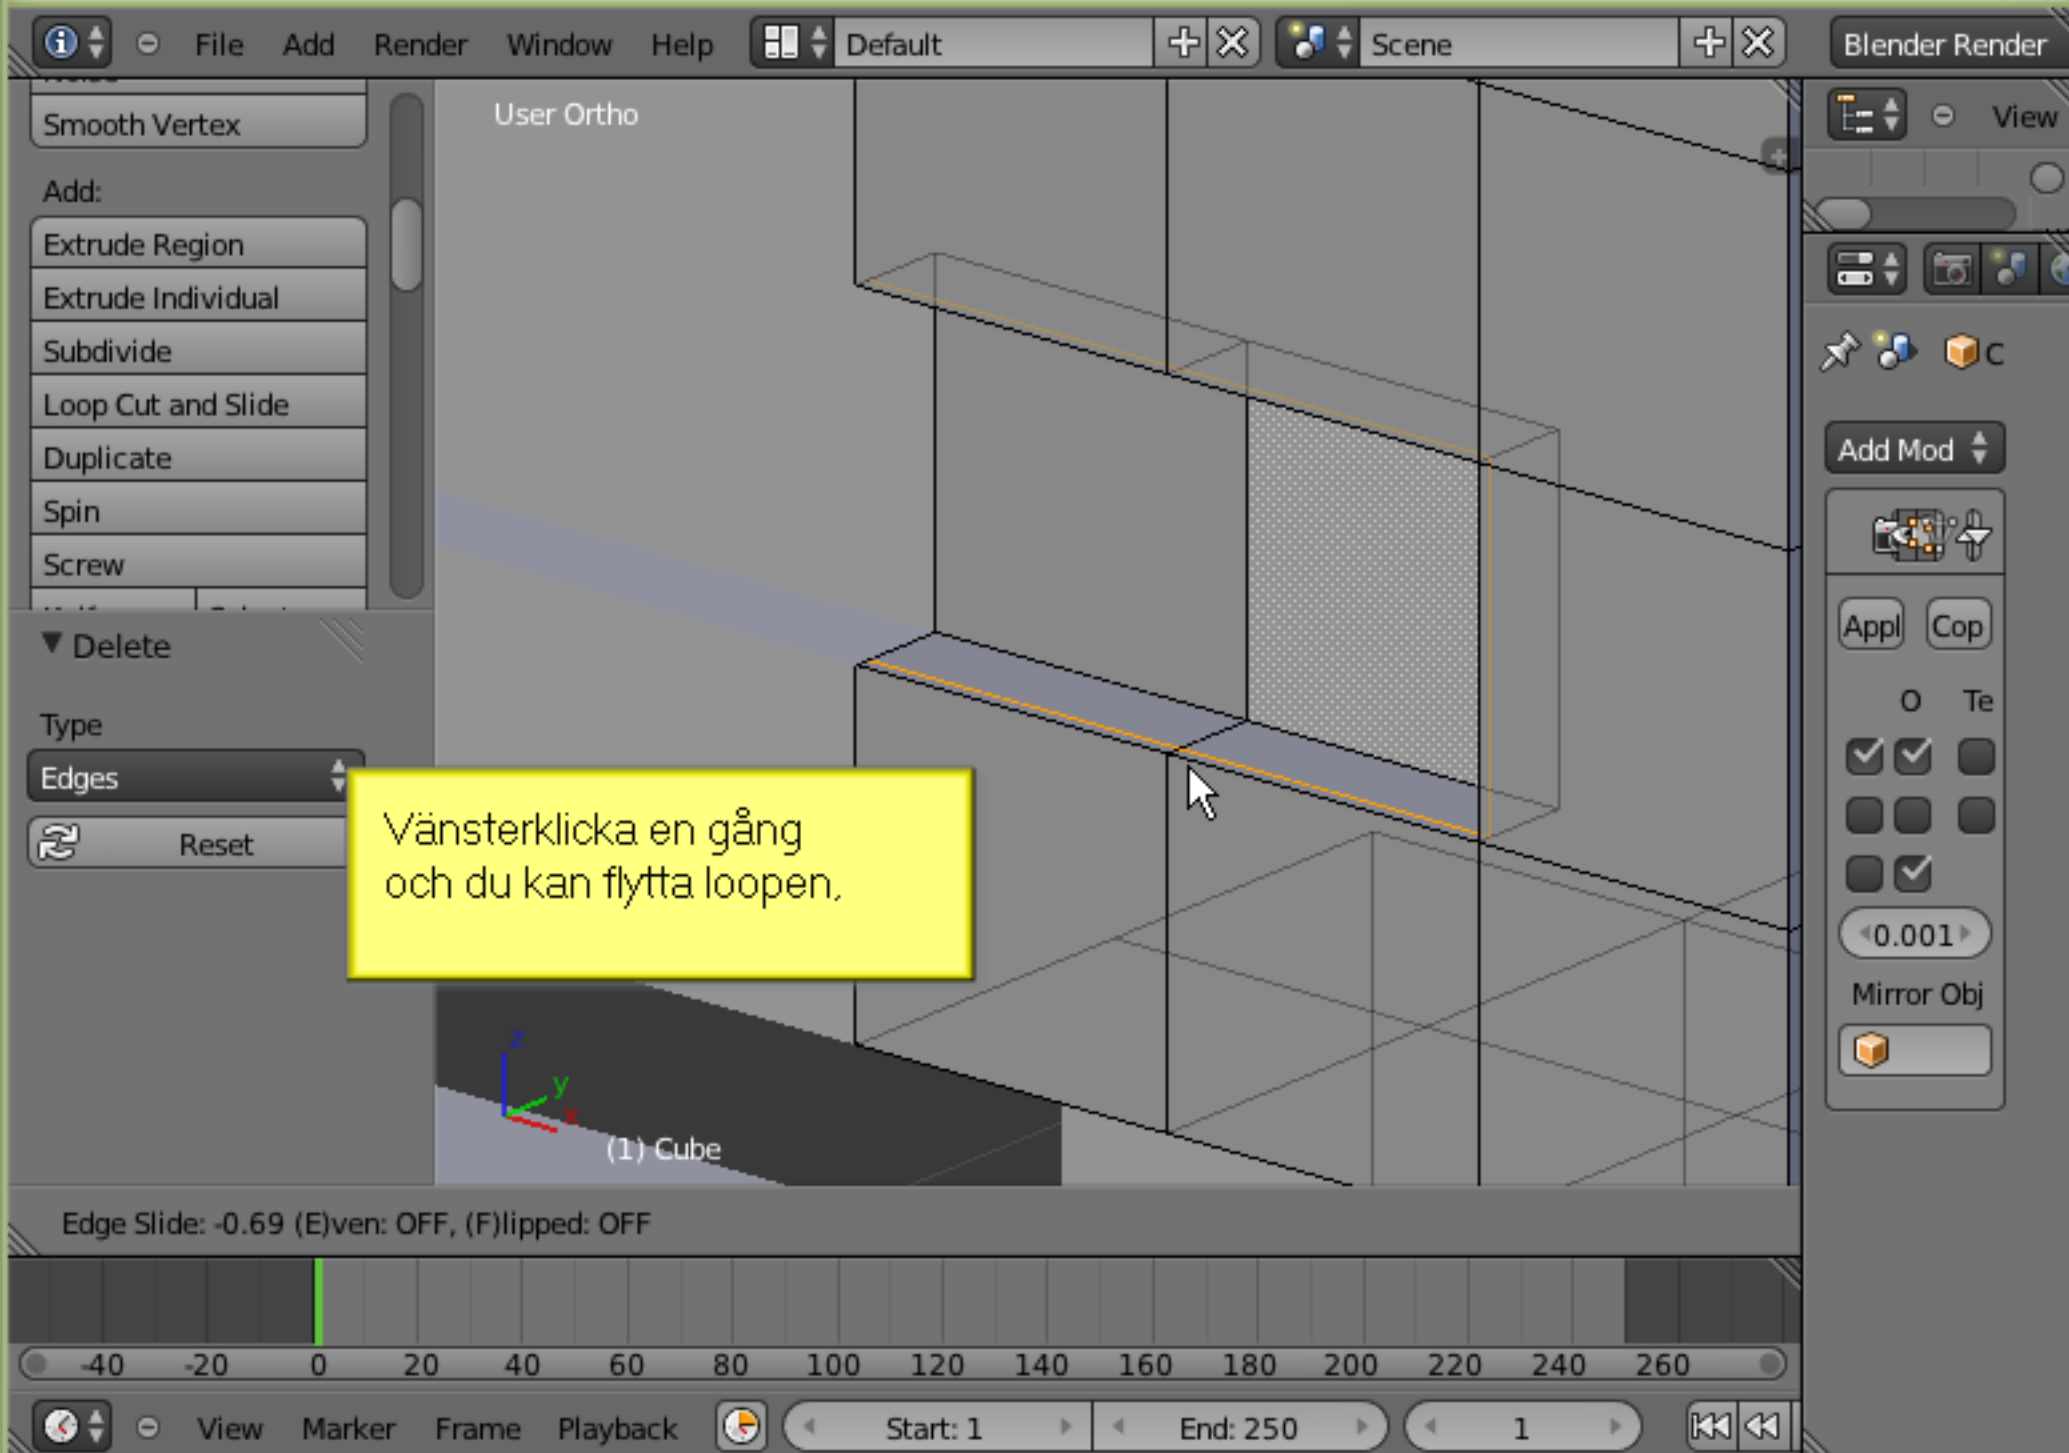 File Add Render Window Help Default Scene Blender Render
Smooth Vertex
Add:
Extrude Region
Extrude Individual
Subdivide
Loop Cut and Slide
Duplicate
Spin
Screw
Delete
Type
Edges
Reset
User Ortho
Vänsterklicka en gång
och du kan flytta loopen,
z
y
x
(1) Cube
View
C
Add Mod
Appl Cop
O Te
0.001
Mirror Obj
Edge Slide: -0.69 (E)ven: OFF, (F)lipped: OFF
-40 -20 0 20 40 60 80 100 120 140 160 180 200 220 240 260
View Marker Frame Playback Start: 1 End: 250 1